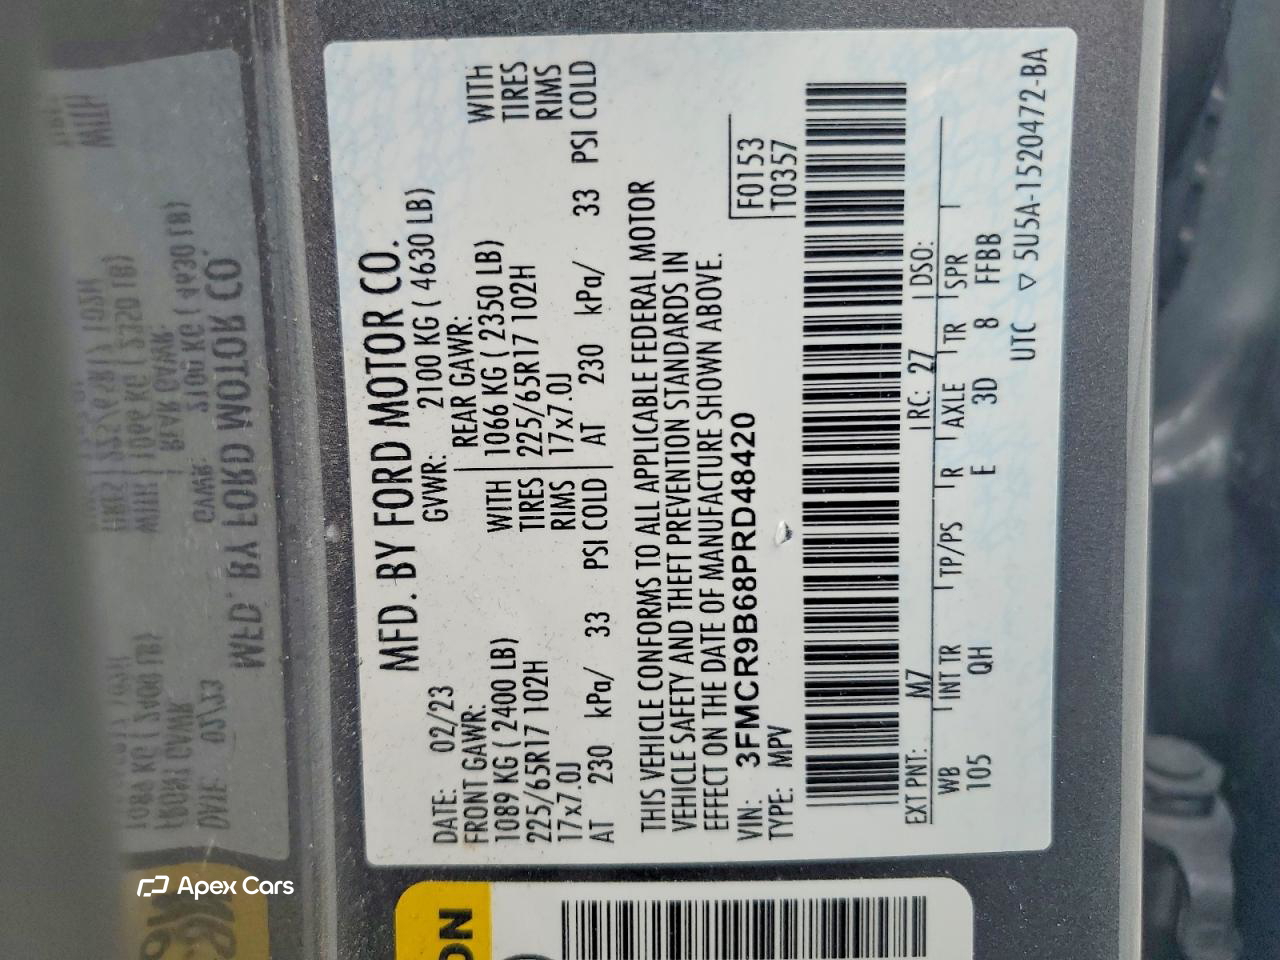 MFD. BY FORD MOTOR CO.
DATE: 02/23 GVWR: 2100 KG ( 4630 LB)
FRONT GAWR: REAR GAWR:
1089 KG ( 2400 LB) WITH 1066 KG ( 2350 LB) WITH
225/65R17 102H TIRES 225/65R17 102H TIRES
17x7.0J RIMS 17x7.0J RIMS
AT 230 kPa/ 33 PSI COLD AT 230 kPa/ 33 PSI COLD
THIS VEHICLE CONFORMS TO ALL APPLICABLE FEDERAL MOTOR
VEHICLE SAFETY AND THEFT PREVENTION STANDARDS IN
EFFECT ON THE DATE OF MANUFACTURE SHOWN ABOVE.
VIN: 3FMCR9B68PRD48420 F0153
TYPE: MPV T0357
EXT PNT: M7 RC: 27 DSO:
WB INT TR TP/PS R AXLE TR SPR
105 QH E 3D 8 FFBB
UTC ▽ 5U5A-1520472-BA
Apex Cars